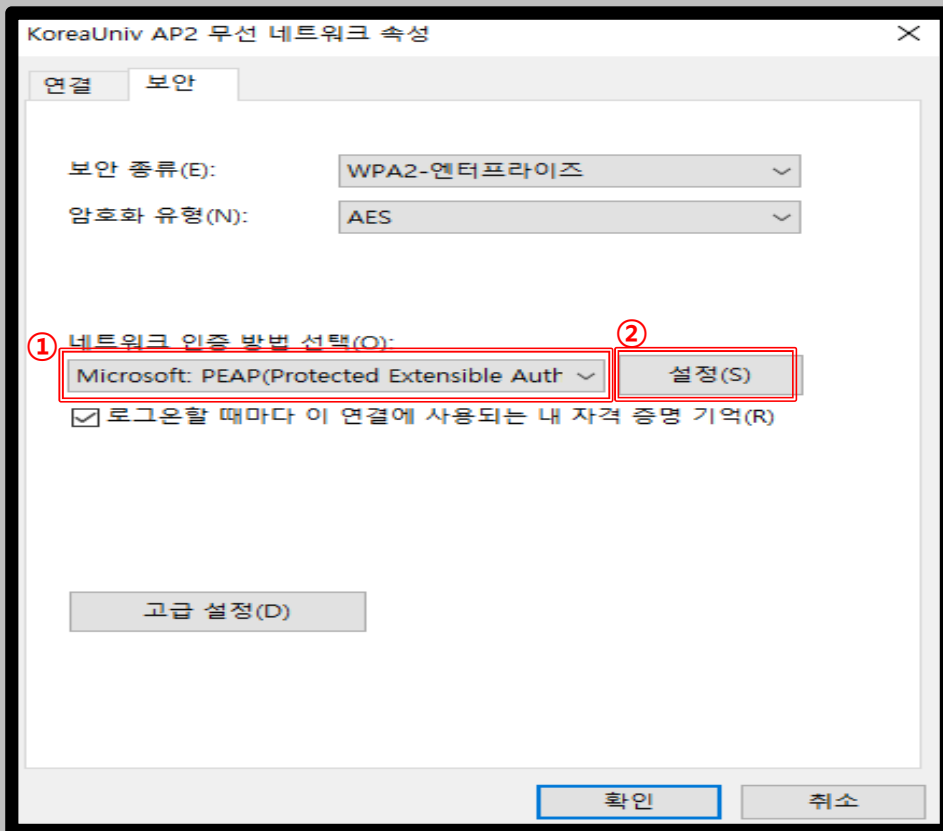 KoreaUniv AP2 무선 네트워크 속성
연결 보안
보안 종류(E): WPA2-엔터프라이즈
암호화 유형(N): AES
① 네트워크 인증 방법 선택(O): ②
Microsoft: PEAP(Protected Extensible Auth 설정(S)
로그온할 때마다 이 연결에 사용되는 내 자격 증명 기억(R)
고급 설정(D)
확인 취소